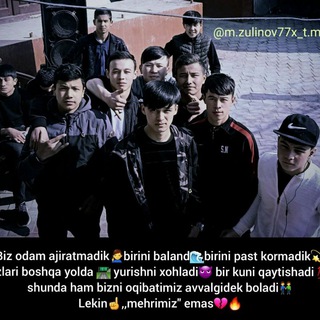 @m.zulinov77x_t.m
Biz odam ajiratmadik🤦birini baland🌊birini past kormadik💫
zlari boshqa yolda 🛣️ yurishni xohladi😈 bir kuni qaytishadi
shunda ham bizni oqibatimiz avvalgidek boladi👬
Lekin☝️,,mehrimiz" emas💔🔥
S.W